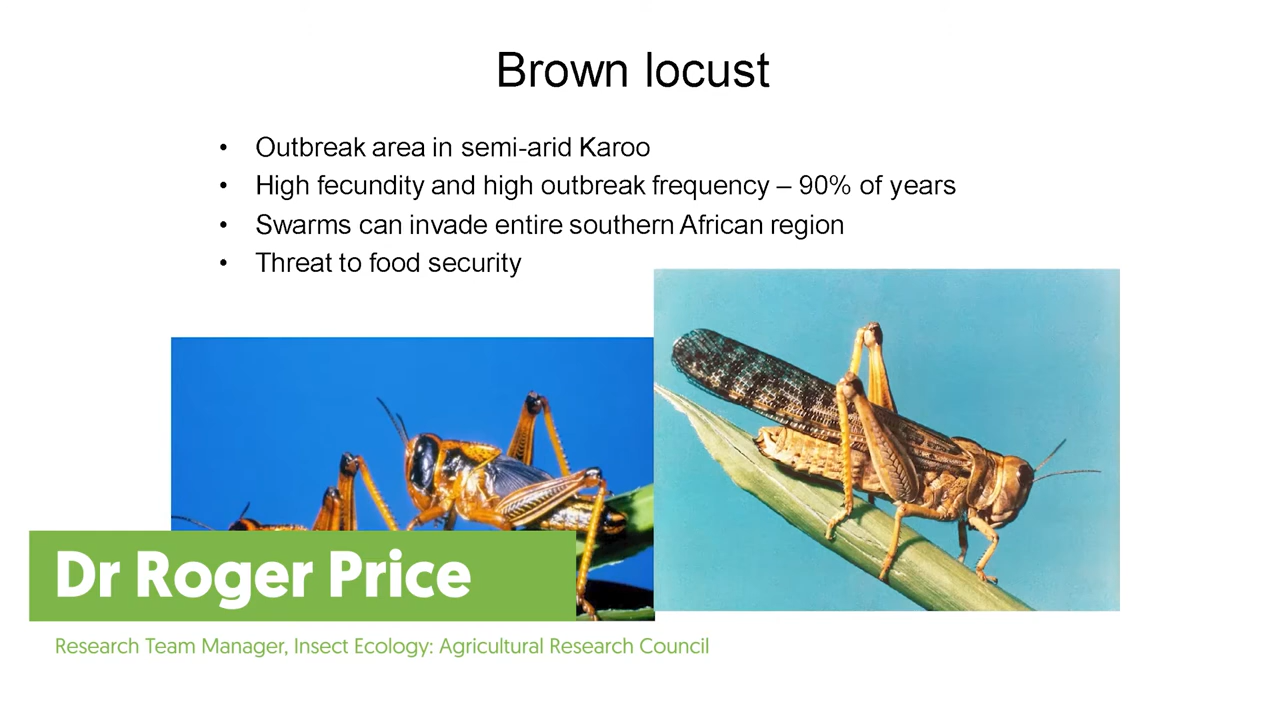 Brown locust
• Outbreak area in semi-arid Karoo
• High fecundity and high outbreak frequency – 90% of years
• Swarms can invade entire southern African region
• Threat to food security
Dr Roger Price
Research Team Manager, Insect Ecology: Agricultural Research Council